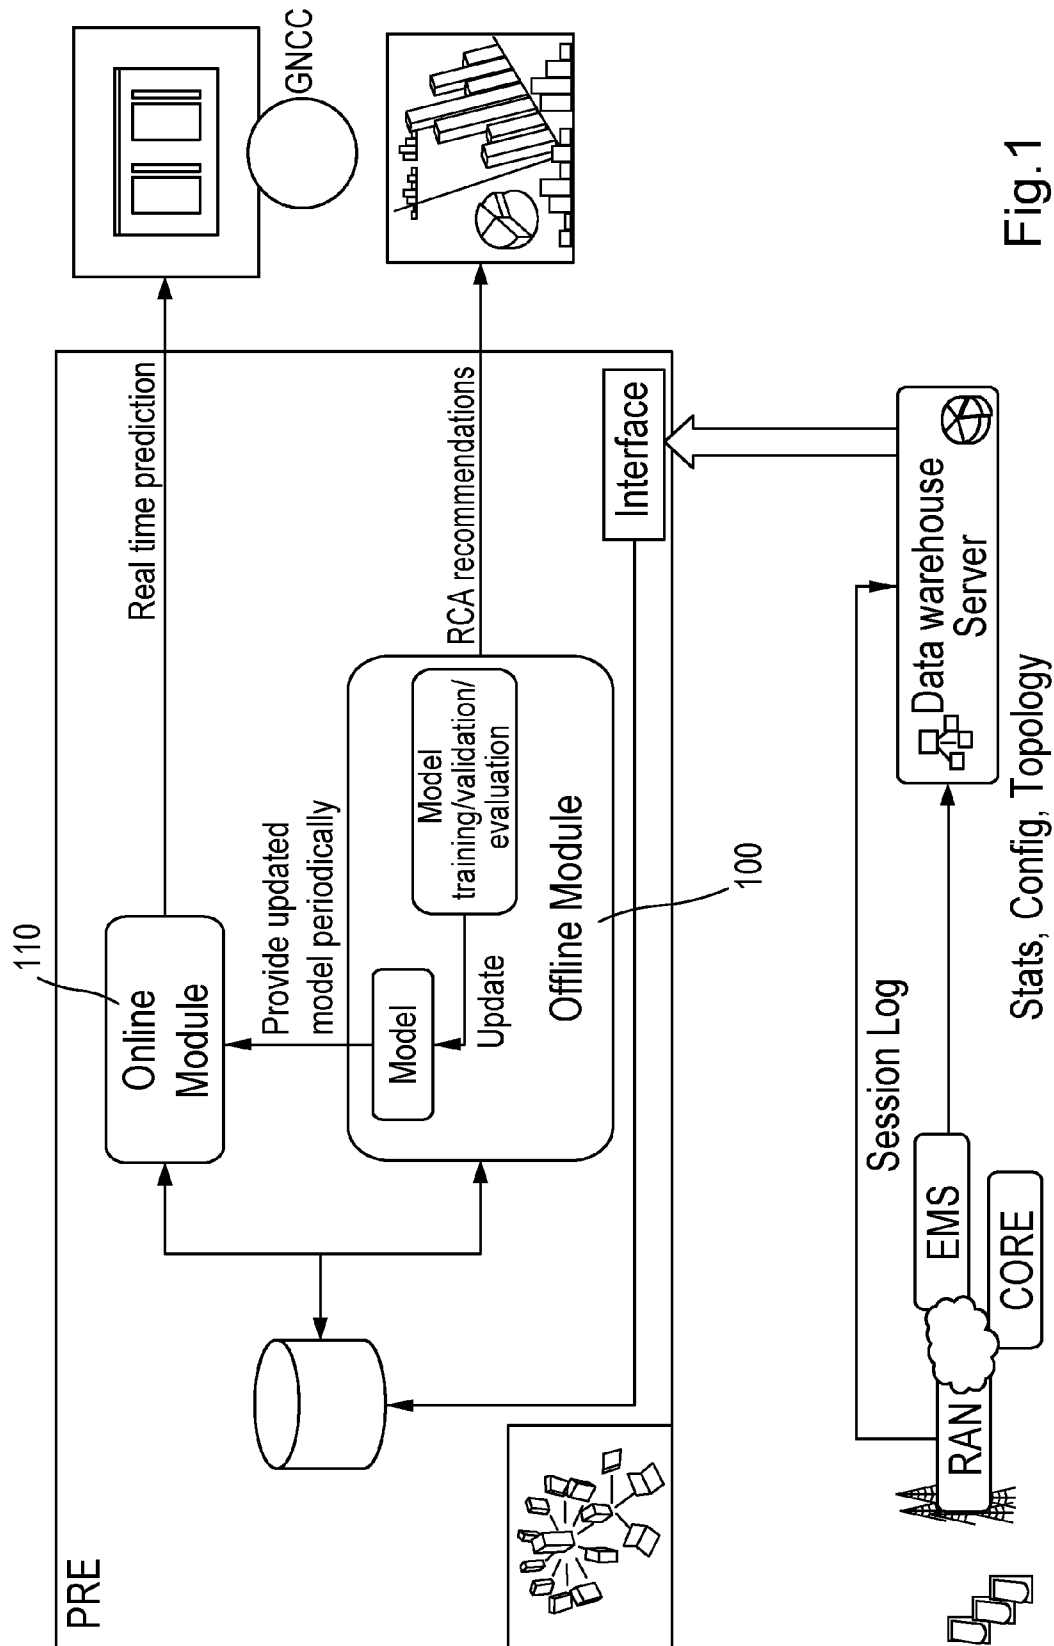 PRE
110
Online
Module
Real time prediction
GNCC
Provide updated
model periodically
Model
Update
Model
training/validation/
evaluation
Offline Module
100
RCA recommendations
Interface
Session Log
RAN
EMS
CORE
Data warehouse
Server
Stats, Config, Topology
Fig.1